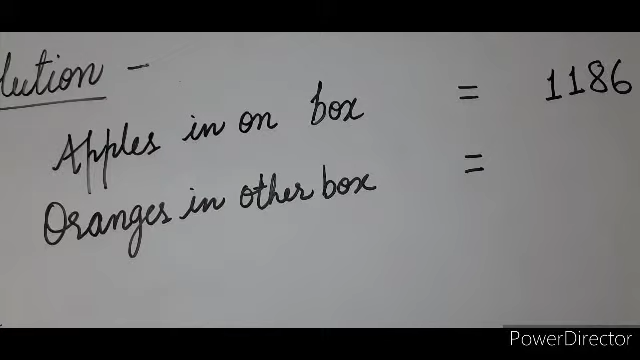 lution -
Apples in on box = 1186
Oranges in other box =
PowerDirector